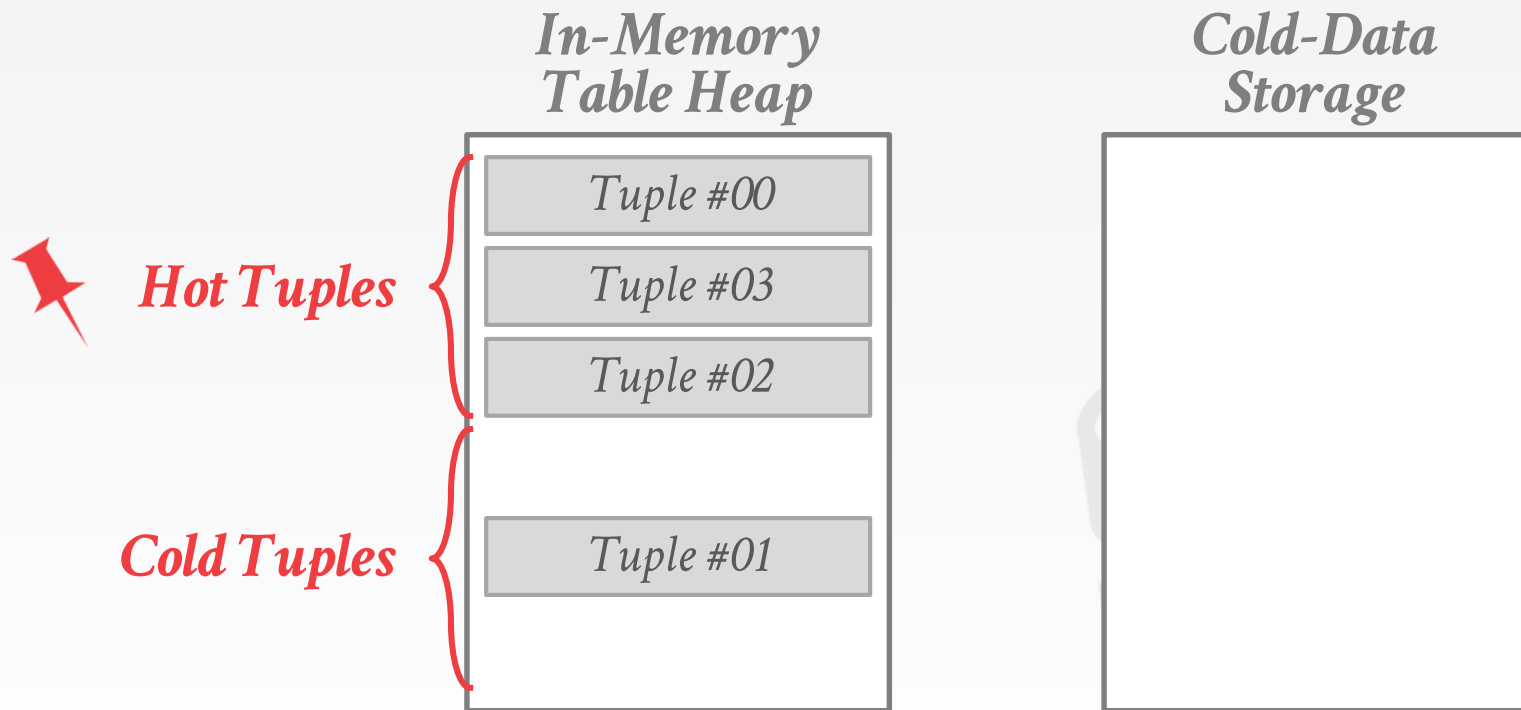 In-Memory
Table Heap
Cold-Data
Storage
Hot Tuples
Tuple #00
Tuple #03
Tuple #02
Cold Tuples
Tuple #01